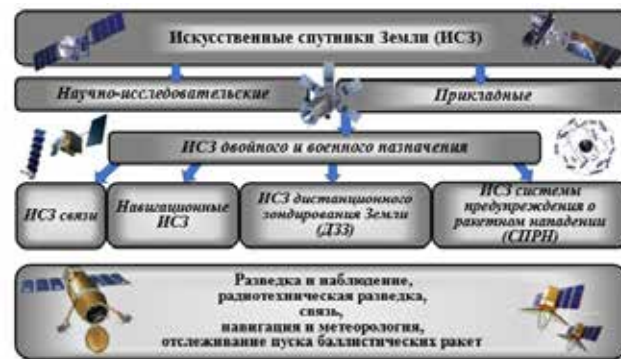 Искусственные спутники Земли (ИСЗ)
Научно-исследовательские
Прикладные
ИСЗ двойного и военного назначения
ИСЗ связи
Навигационные
ИСЗ
ИСЗ дистанционного
зондирования Земли
(ДЗЗ)
ИСЗ системы
предупреждения о
ракетном нападении
(СПРН)
Разведка и наблюдение,
радиотехническая разведка,
связь,
навигация и метеорология,
отслеживание пуска баллистических ракет